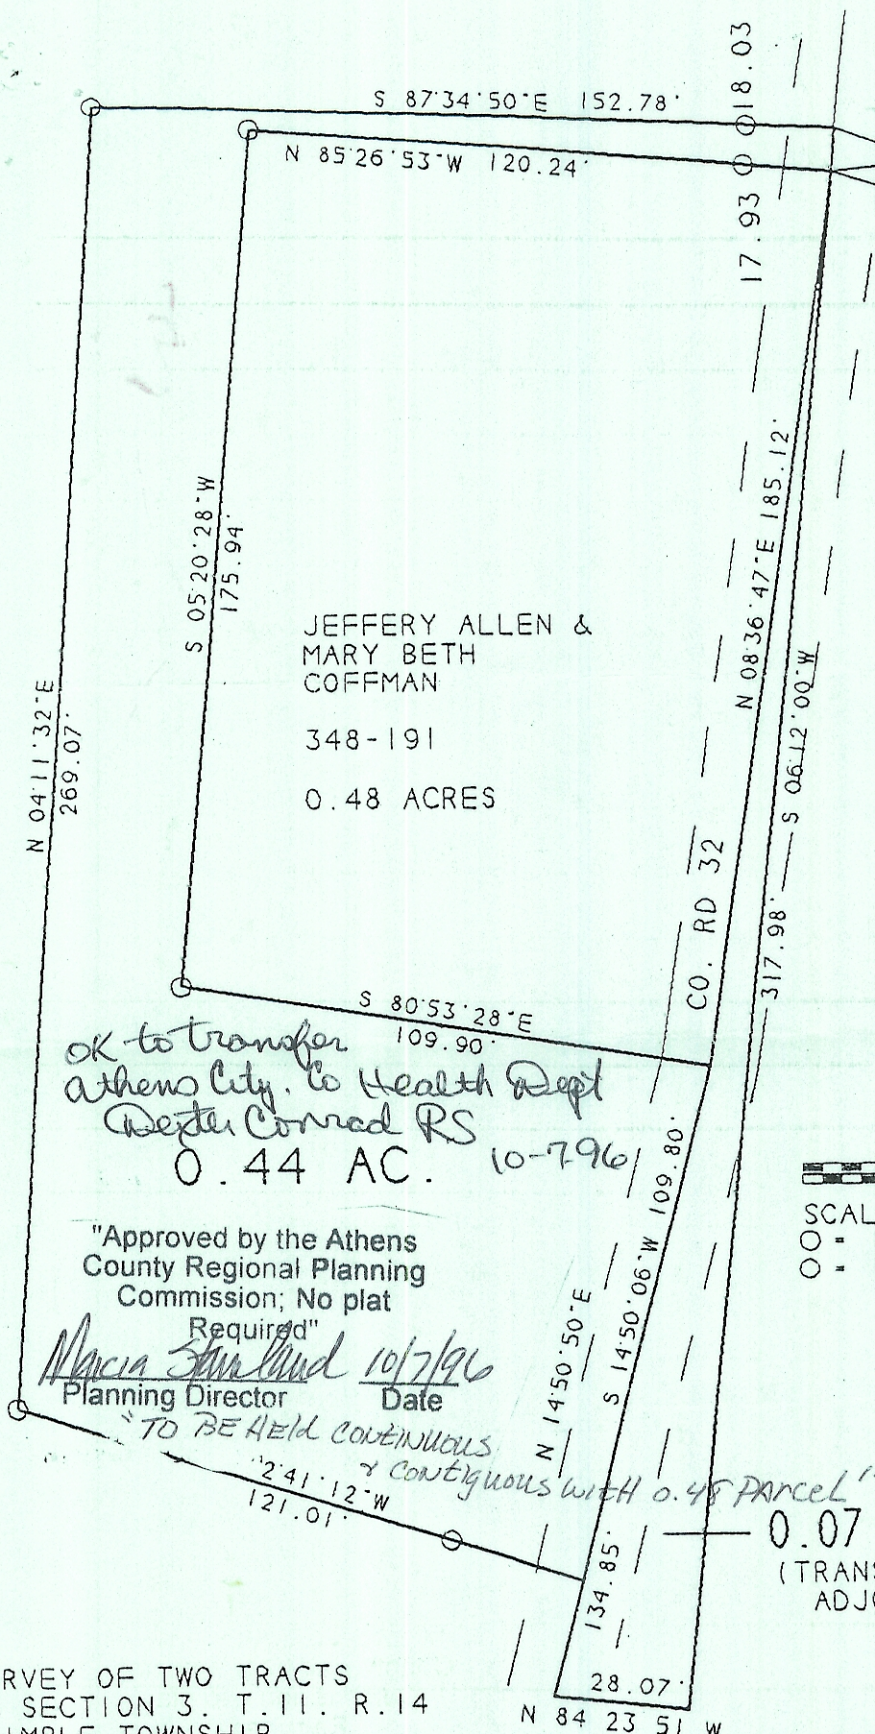 18.03
S 87°34'50"E 152.78'
N 85°26'53"W 120.24'
17.93
S 05°20'28"W
175.94'
N 08°36'47"E 185.12'
JEFFERY ALLEN &
MARY BETH
COFFMAN
348-191
0.48 ACRES
N 04°11'32"E
269.07'
317.98' S 06°12'00"W
CO. RD 32
S 80°53'28"E
109.90'
OK to transfer
Athens City. Co Health Dept
Dexter Conrad RS
10-7-96
0.44 AC.
S 14°50'06"W 109.80'
SCAL
O =
O =
"Approved by the Athens
County Regional Planning
Commission; No plat
Required"
Marcia 10/7/96
Planning Director Date
N 14°50'50"E
"TO BE HELD CONTINUOUS
& CONTIGUOUS WITH 0.48 PARCEL"
2°41'12"W
121.01'
0.07
(TRANS
ADJ
134.85'
28.07'
N 84 23 51 W
RVEY OF TWO TRACTS
SECTION 3. T.11. R.14
IMPLE TOWNSHIP